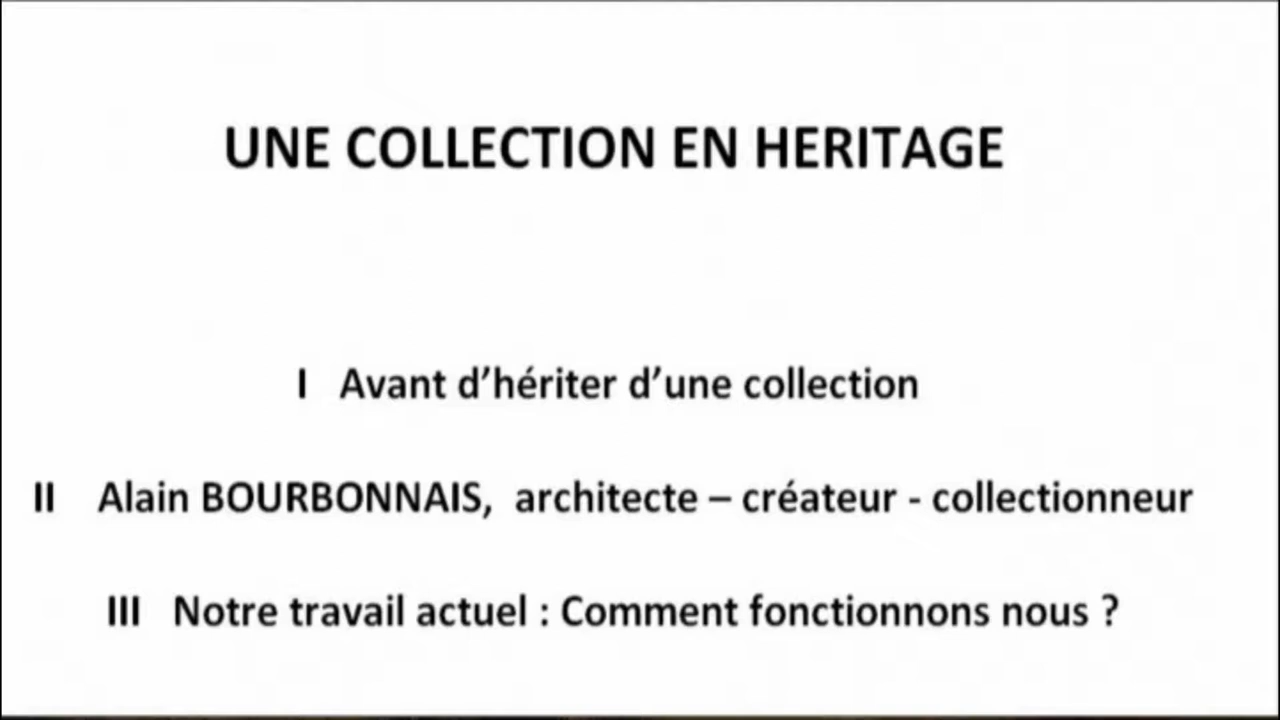 UNE COLLECTION EN HERITAGE
I Avant d’hériter d’une collection
II Alain BOURBONNAIS, architecte – créateur - collectionneur
III Notre travail actuel : Comment fonctionnons nous ?